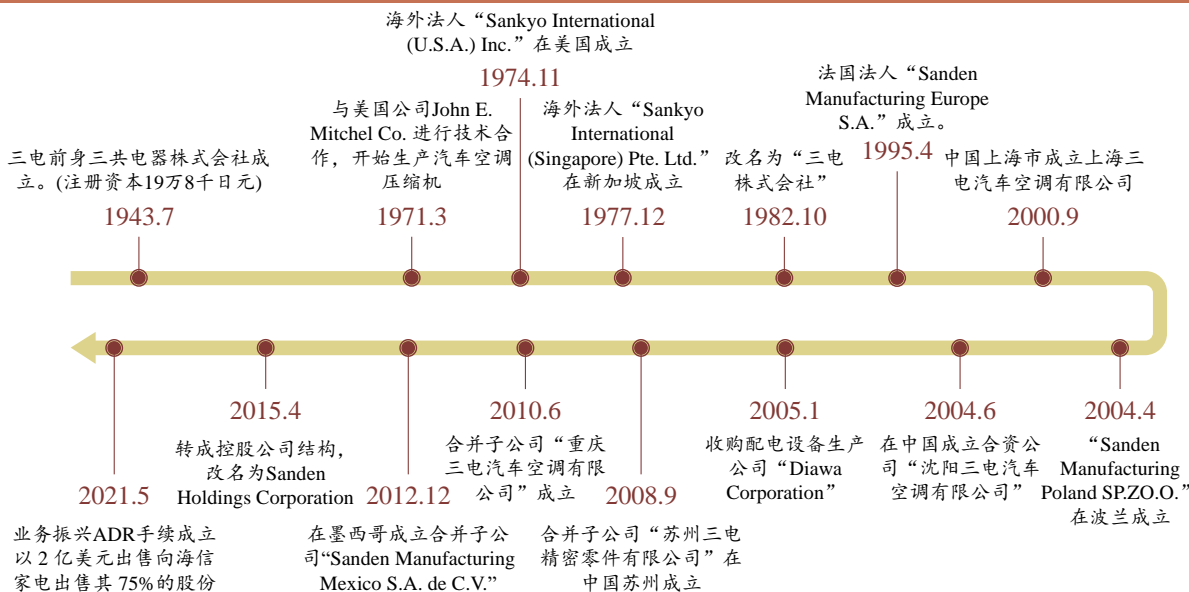 海外法人“Sankyo International
(U.S.A.) Inc.”在美国成立
1974.11
法国法人“Sanden
Manufacturing Europe
S.A.”成立。
1995.4
与美国公司John E.
Mitchel Co. 进行技术合
作，开始生产汽车空调
压缩机
1971.3
海外法人“Sankyo
International
(Singapore) Pte. Ltd.”
在新加坡成立
1977.12
三电前身三共电器株式会社成
立。(注册资本19万8千日元)
1943.7
改名为“三电
株式会社”
1982.10
中国上海市成立上海三
电汽车空调有限公司
2000.9
2015.4
转成控股公司结构，
改名为Sanden
Holdings Corporation
2010.6
合并子公司“重庆
三电汽车空调有限
公司”成立
2005.1
收购配电设备生产
公司“Diawa
Corporation”
2004.6
在中国成立合资公
司“沈阳三电汽车
空调有限公司”
2004.4
“Sanden
Manufacturing
Poland SP.ZO.O.”
在波兰成立
2021.5
业务振兴ADR手续成立
以 2 亿美元出售向海信
家电出售其 75%的股份
2012.12
在墨西哥成立合并子公
司“Sanden Manufacturing
Mexico S.A. de C.V.”
2008.9
合并子公司“苏州三电
精密零件有限公司”在
中国苏州成立